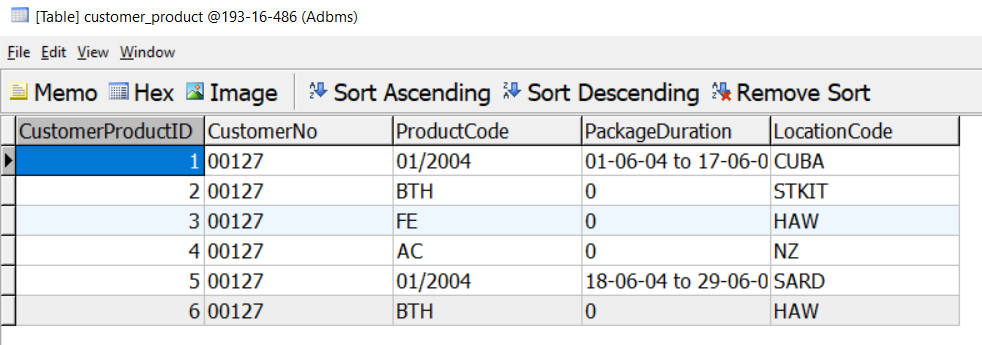 [Table] customer_product @193-16-486 (Adbms)
File Edit View Window
Memo Hex Image Sort Ascending Sort Descending Remove Sort
CustomerProductID CustomerNo ProductCode PackageDuration LocationCode
1 00127 01/2004 01-06-04 to 17-06-0 CUBA
2 00127 BTH 0 STKIT
3 00127 FE 0 HAW
4 00127 AC 0 NZ
5 00127 01/2004 18-06-04 to 29-06-0 SARD
6 00127 BTH 0 HAW